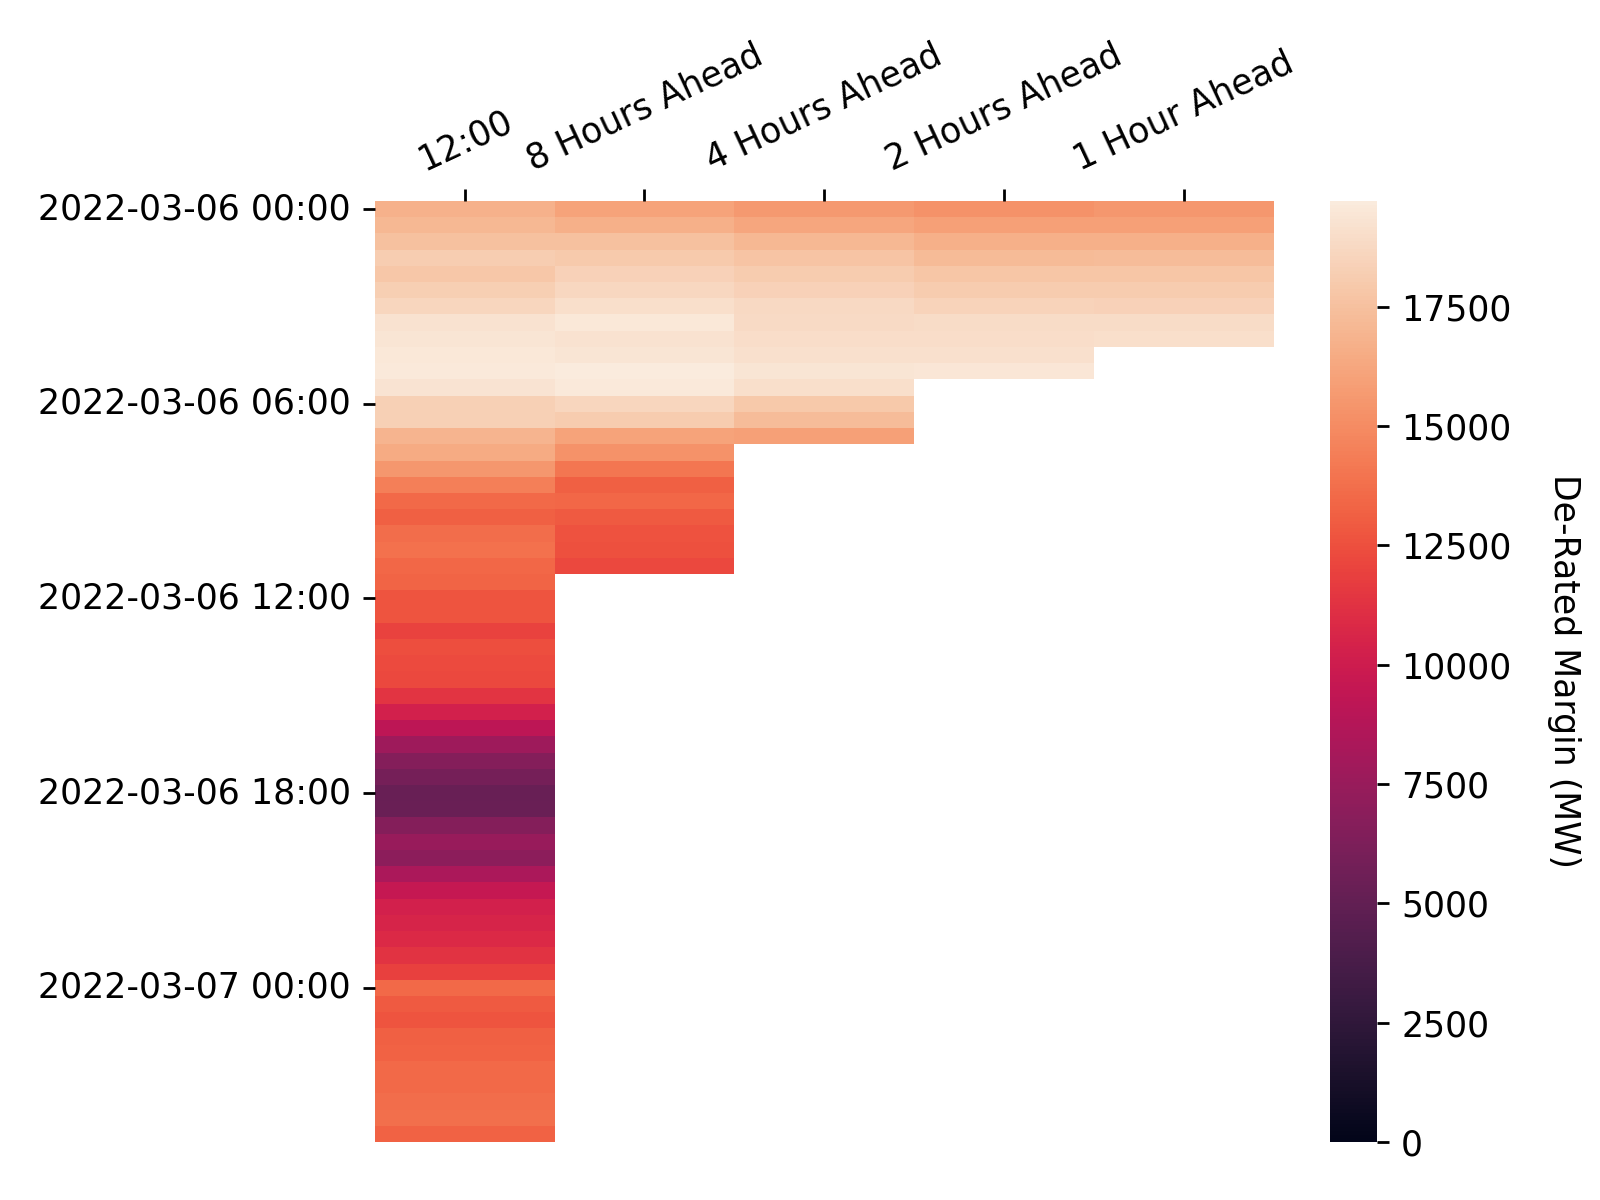 12:00
8 Hours Ahead
4 Hours Ahead
2 Hours Ahead
1 Hour Ahead
2022-03-06 00:00
2022-03-06 06:00
2022-03-06 12:00
2022-03-06 18:00
2022-03-07 00:00
17500
15000
12500
10000
7500
5000
2500
0
De-Rated Margin (MW)